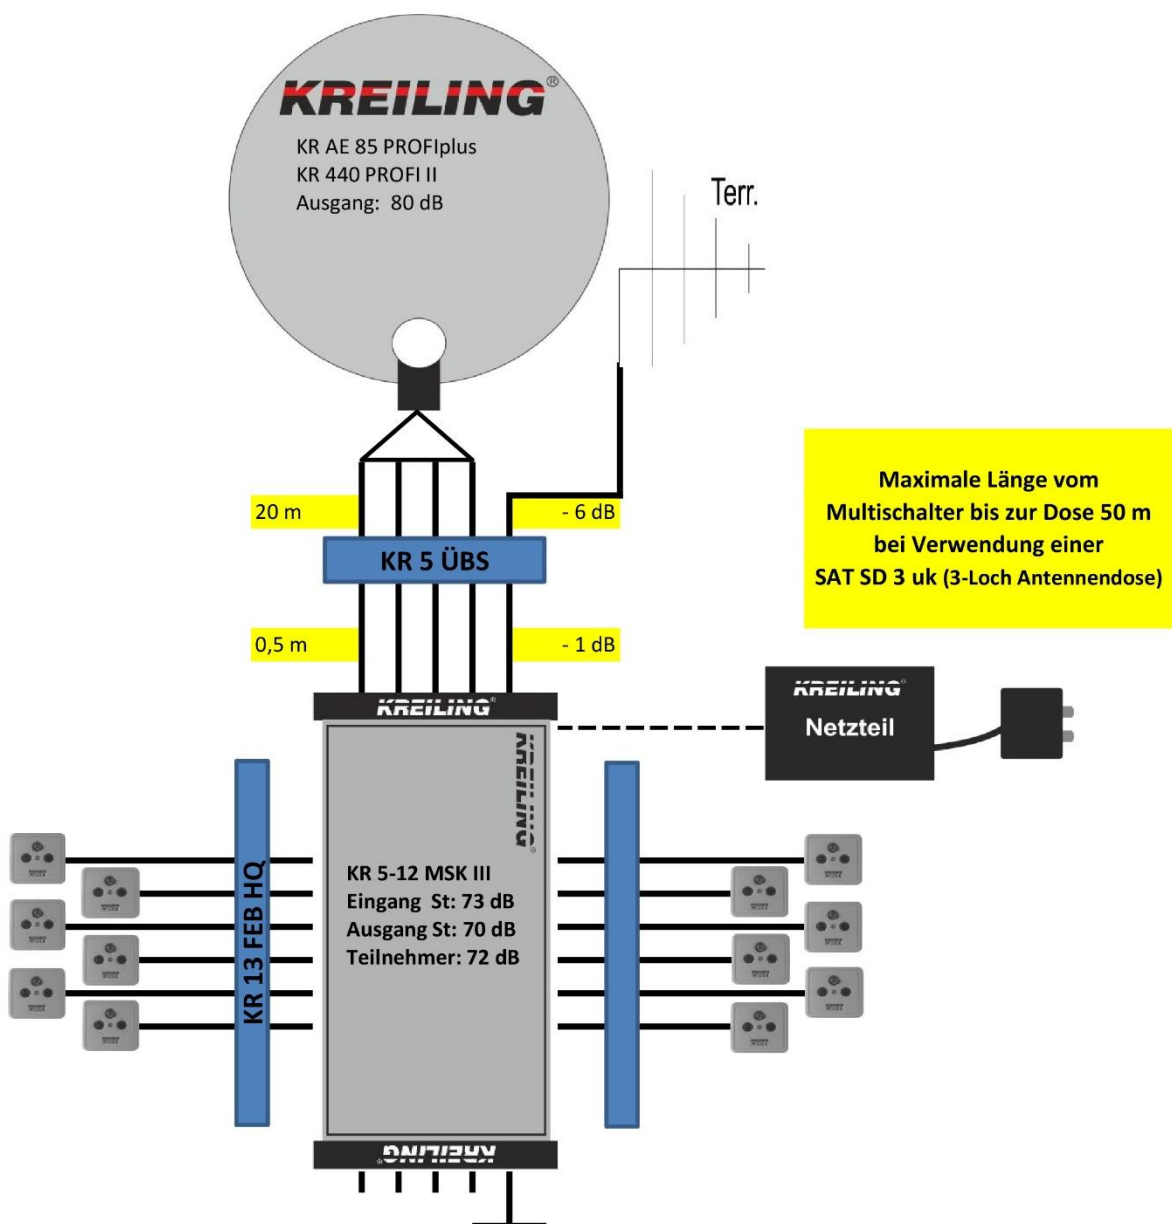 KREILING®
KR AE 85 PROFIplus
KR 440 PROFI II
Ausgang: 80 dB
Terr.
20 m
- 6 dB
KR 5 ÜBS
0,5 m
- 1 dB
Maximale Länge vom
Multischalter bis zur Dose 50 m
bei Verwendung einer
SAT SD 3 uk (3-Loch Antennendose)
KREILING®
KREILING®
Netzteil
KREILING®
KR 13 FEB HQ
KR 5-12 MSK III
Eingang St: 73 dB
Ausgang St: 70 dB
Teilnehmer: 72 dB
KREILING®